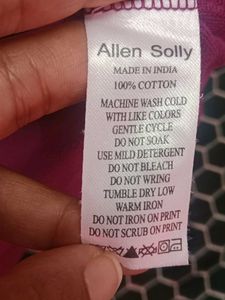 Allen Solly
MADE IN INDIA
100% COTTON
MACHINE WASH COLD
WITH LIKE COLORS
GENTLE CYCLE
DO NOT SOAK
USE MILD DETERGENT
DO NOT BLEACH
DO NOT WRING
TUMBLE DRY LOW
WARM IRON
DO NOT IRON ON PRINT
DO NOT SCRUB ON PRINT